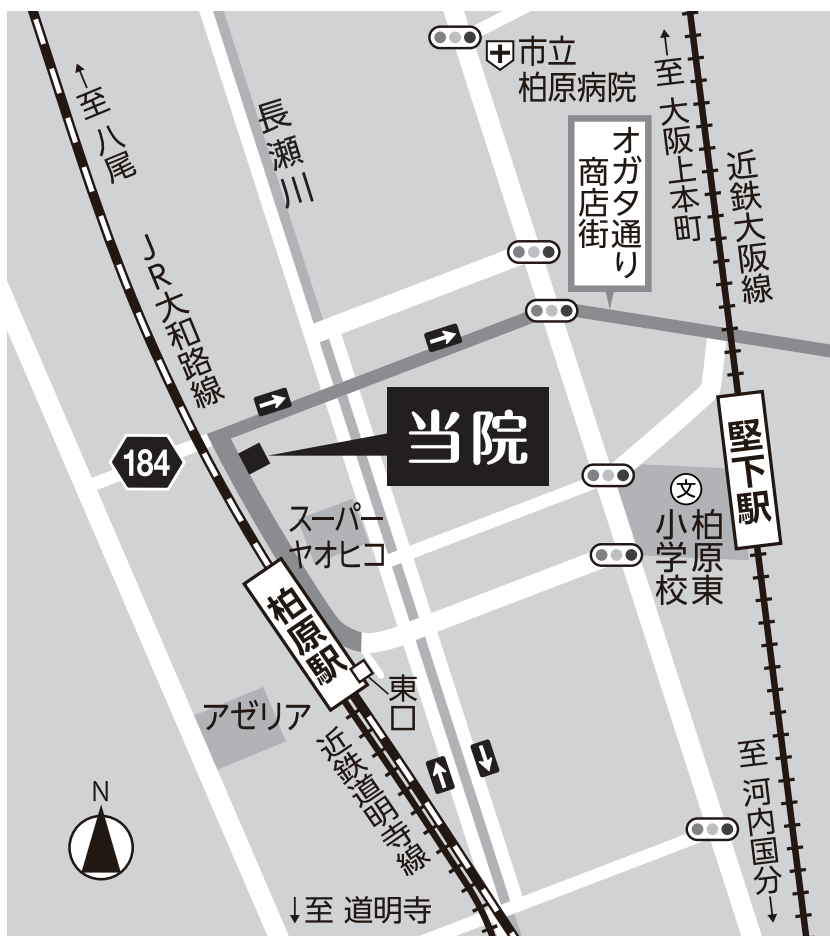 市立
柏原病院
←至 大阪上本町
近鉄大阪線
←至 八尾
長瀬川
オガタ通り
商店街
JR大和路線
当院
184
堅下駅
文
柏原東
小学校
スーパー
ヤオヒコ
柏原駅
東口
アゼリア
近鉄道明寺線
至 河内国分→
N
↓至 道明寺